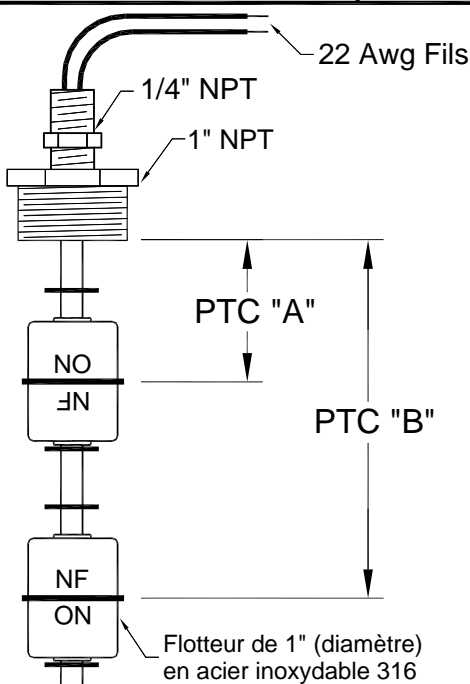 22 Awg Fils
1/4" NPT
1" NPT
PTC "A"
NO
NF
PTC "B"
NF
NO
Flotteur de 1" (diamètre)
en acier inoxydable 316